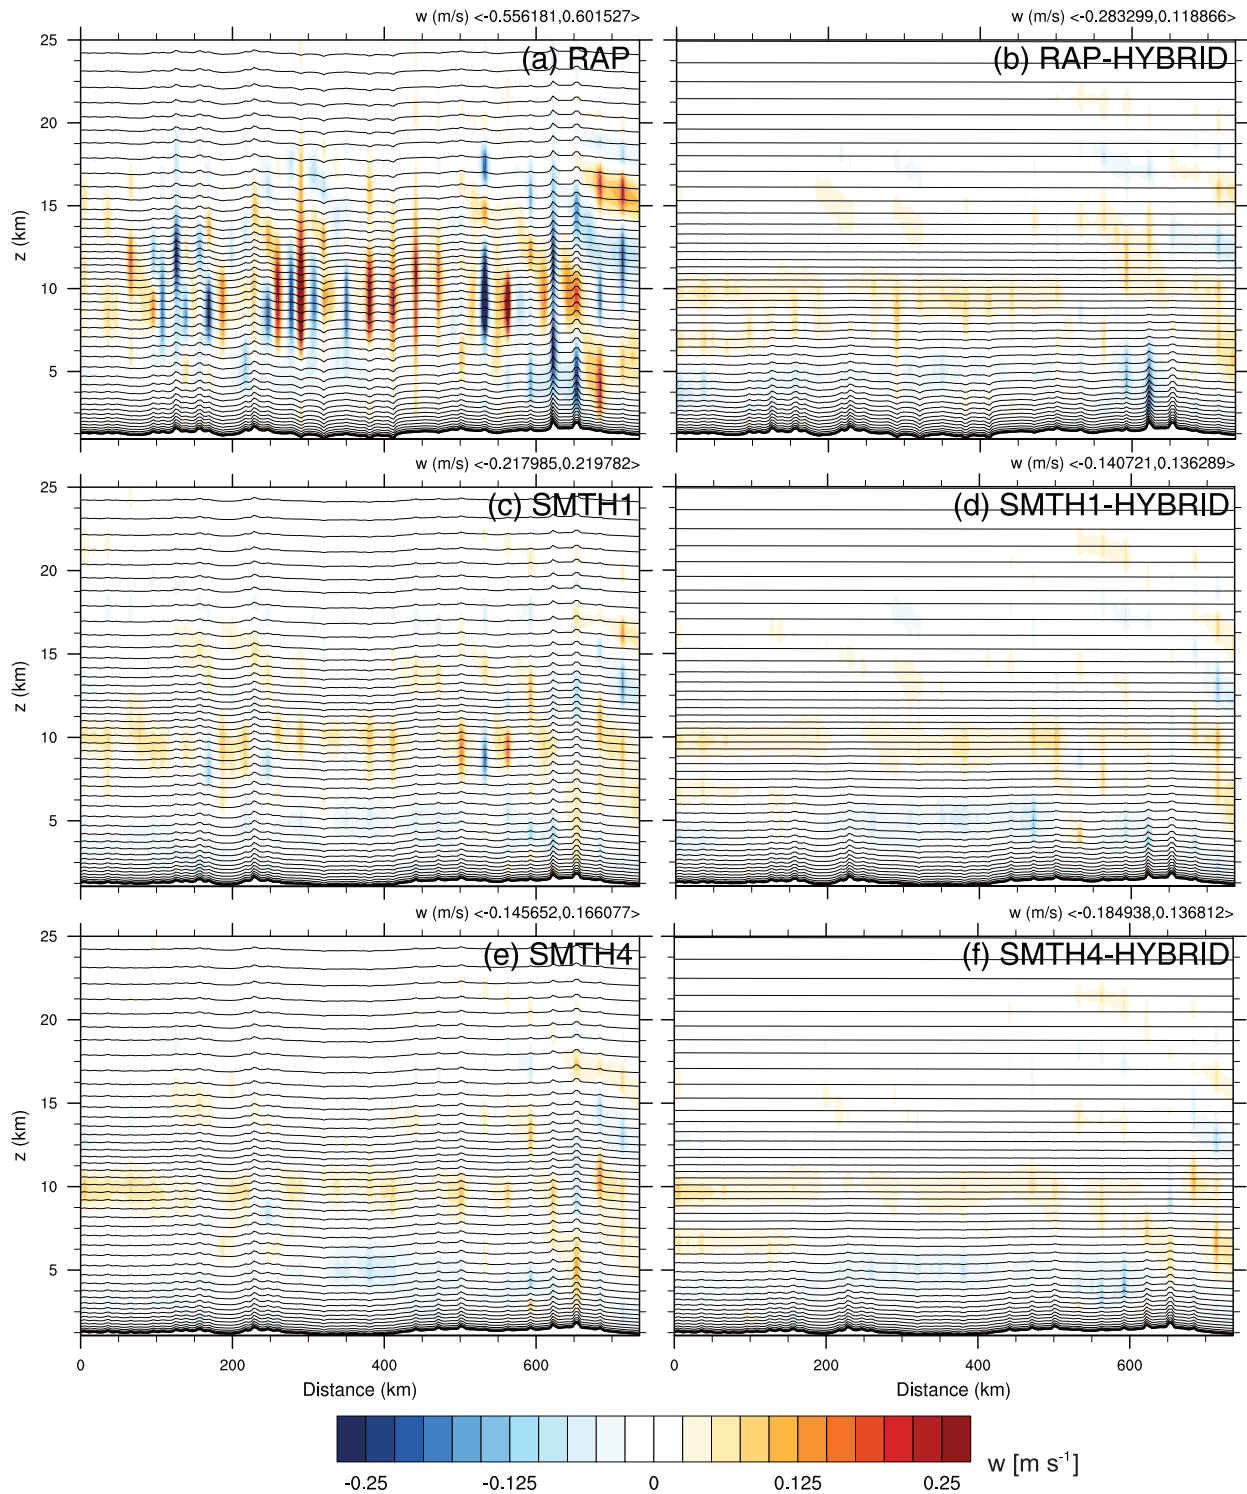 w (m/s) <-0.556181,0.601527>
w (m/s) <-0.283299,0.118866>
(a) RAP
(b) RAP-HYBRID
25
20
15
10
5
z (km)
w (m/s) <-0.217985,0.219782>
w (m/s) <-0.140721,0.136289>
(c) SMTH1
(d) SMTH1-HYBRID
25
20
15
10
5
z (km)
w (m/s) <-0.145652,0.166077>
w (m/s) <-0.184938,0.136812>
(e) SMTH4
(f) SMTH4-HYBRID
25
20
15
10
5
z (km)
0 200 400 600
0 200 400 600
Distance (km)
Distance (km)
-0.25 -0.125 0 0.125 0.25
w [m s⁻¹]